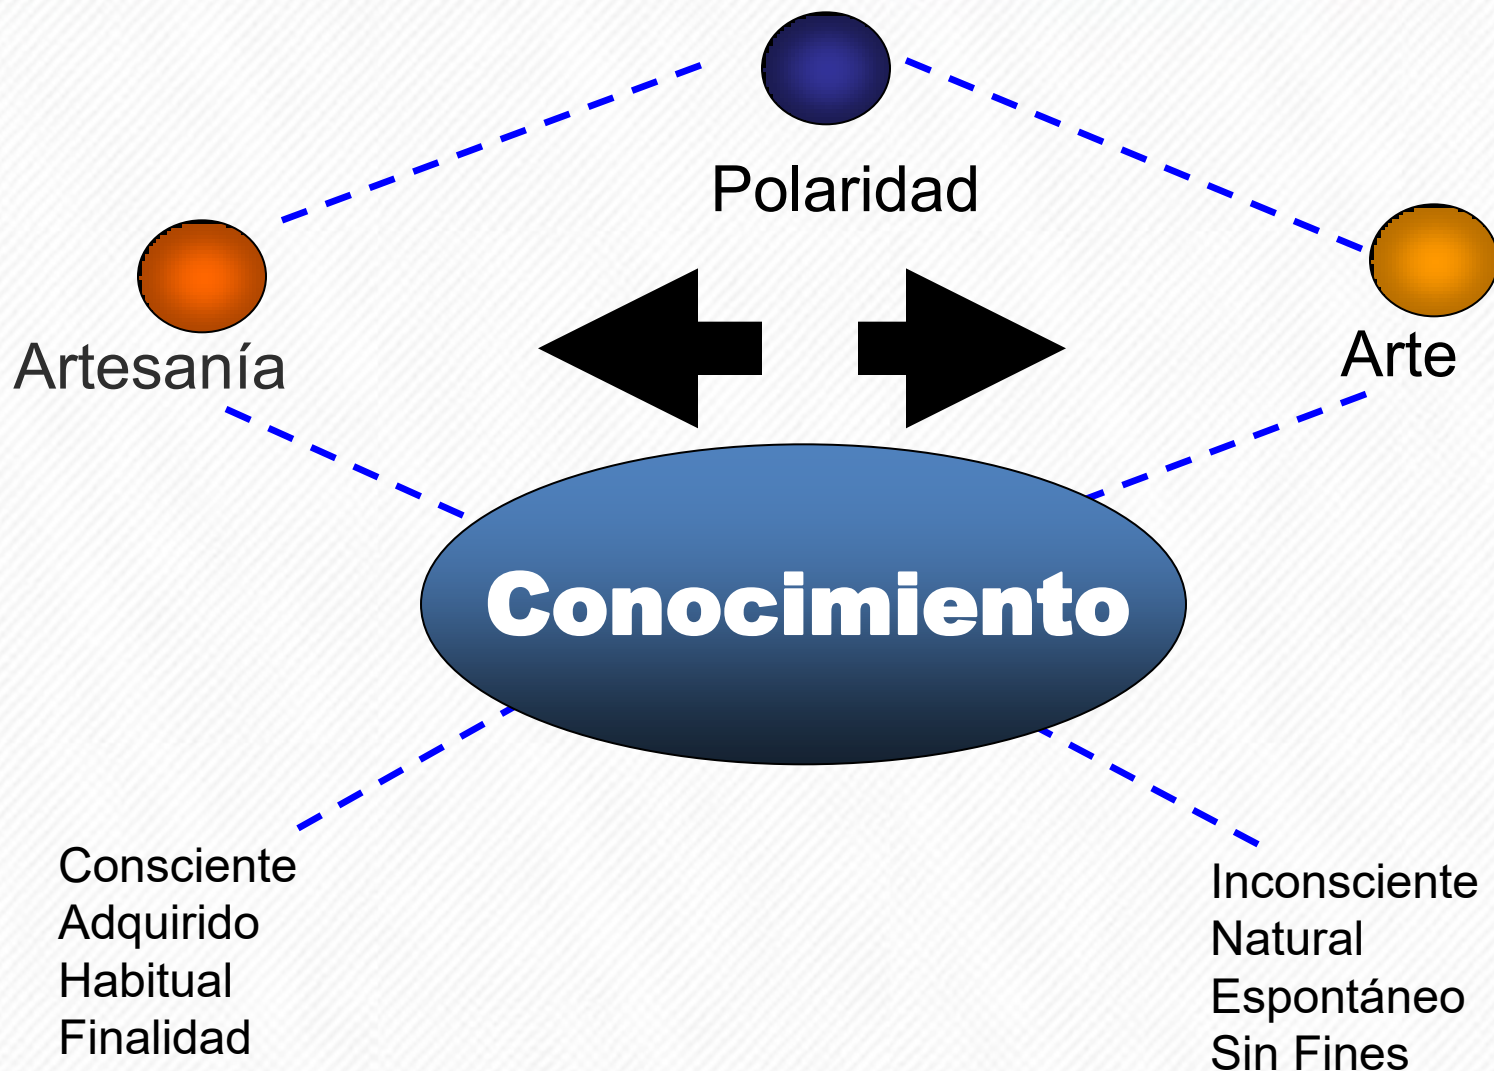 Polaridad
Artesanía
Arte
Conocimiento
Consciente
Adquirido
Habitual
Finalidad
Inconsciente
Natural
Espontáneo
Sin Fines